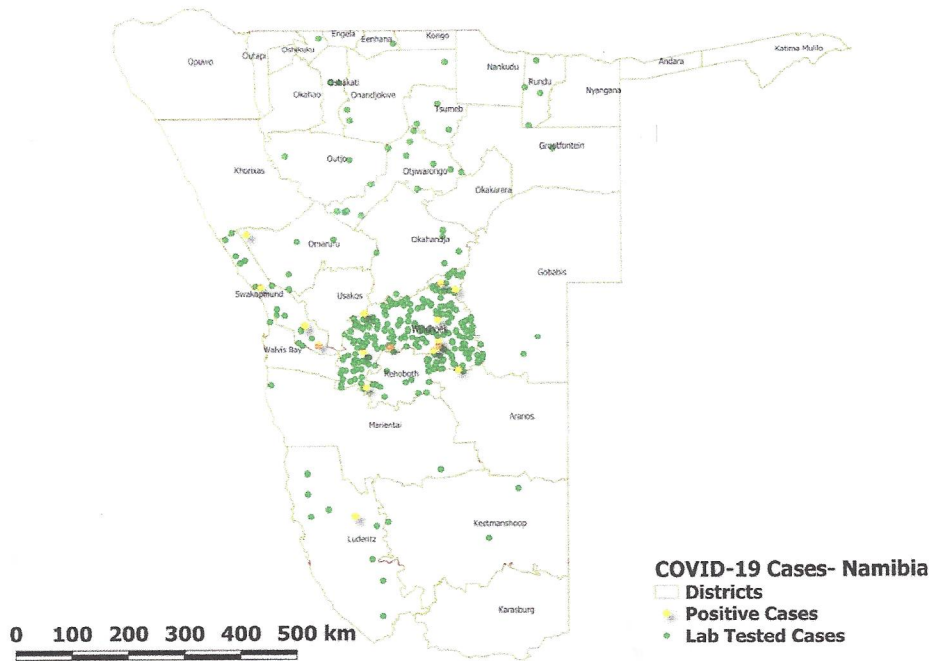 Engela
Eenhana
Kongo
Outapi
Oshikuku
Opuwo
Katima Mulilo
Andara
Nankudu
Rundu
Nyangana
Oshakati
Okahao
Onandjokwe
Tsumeb
Grootfontein
Khorixas
Outjo
Otjiwarongo
Okakarara
Omaruru
Okahandja
Gobabis
Swakopmund
Usakos
Windhoek
Walvis Bay
Rehoboth
Aranos
Mariental
Keetmanshoop
Luderitz
Karasburg
COVID-19 Cases- Namibia
Districts
Positive Cases
Lab Tested Cases
0 100 200 300 400 500 km